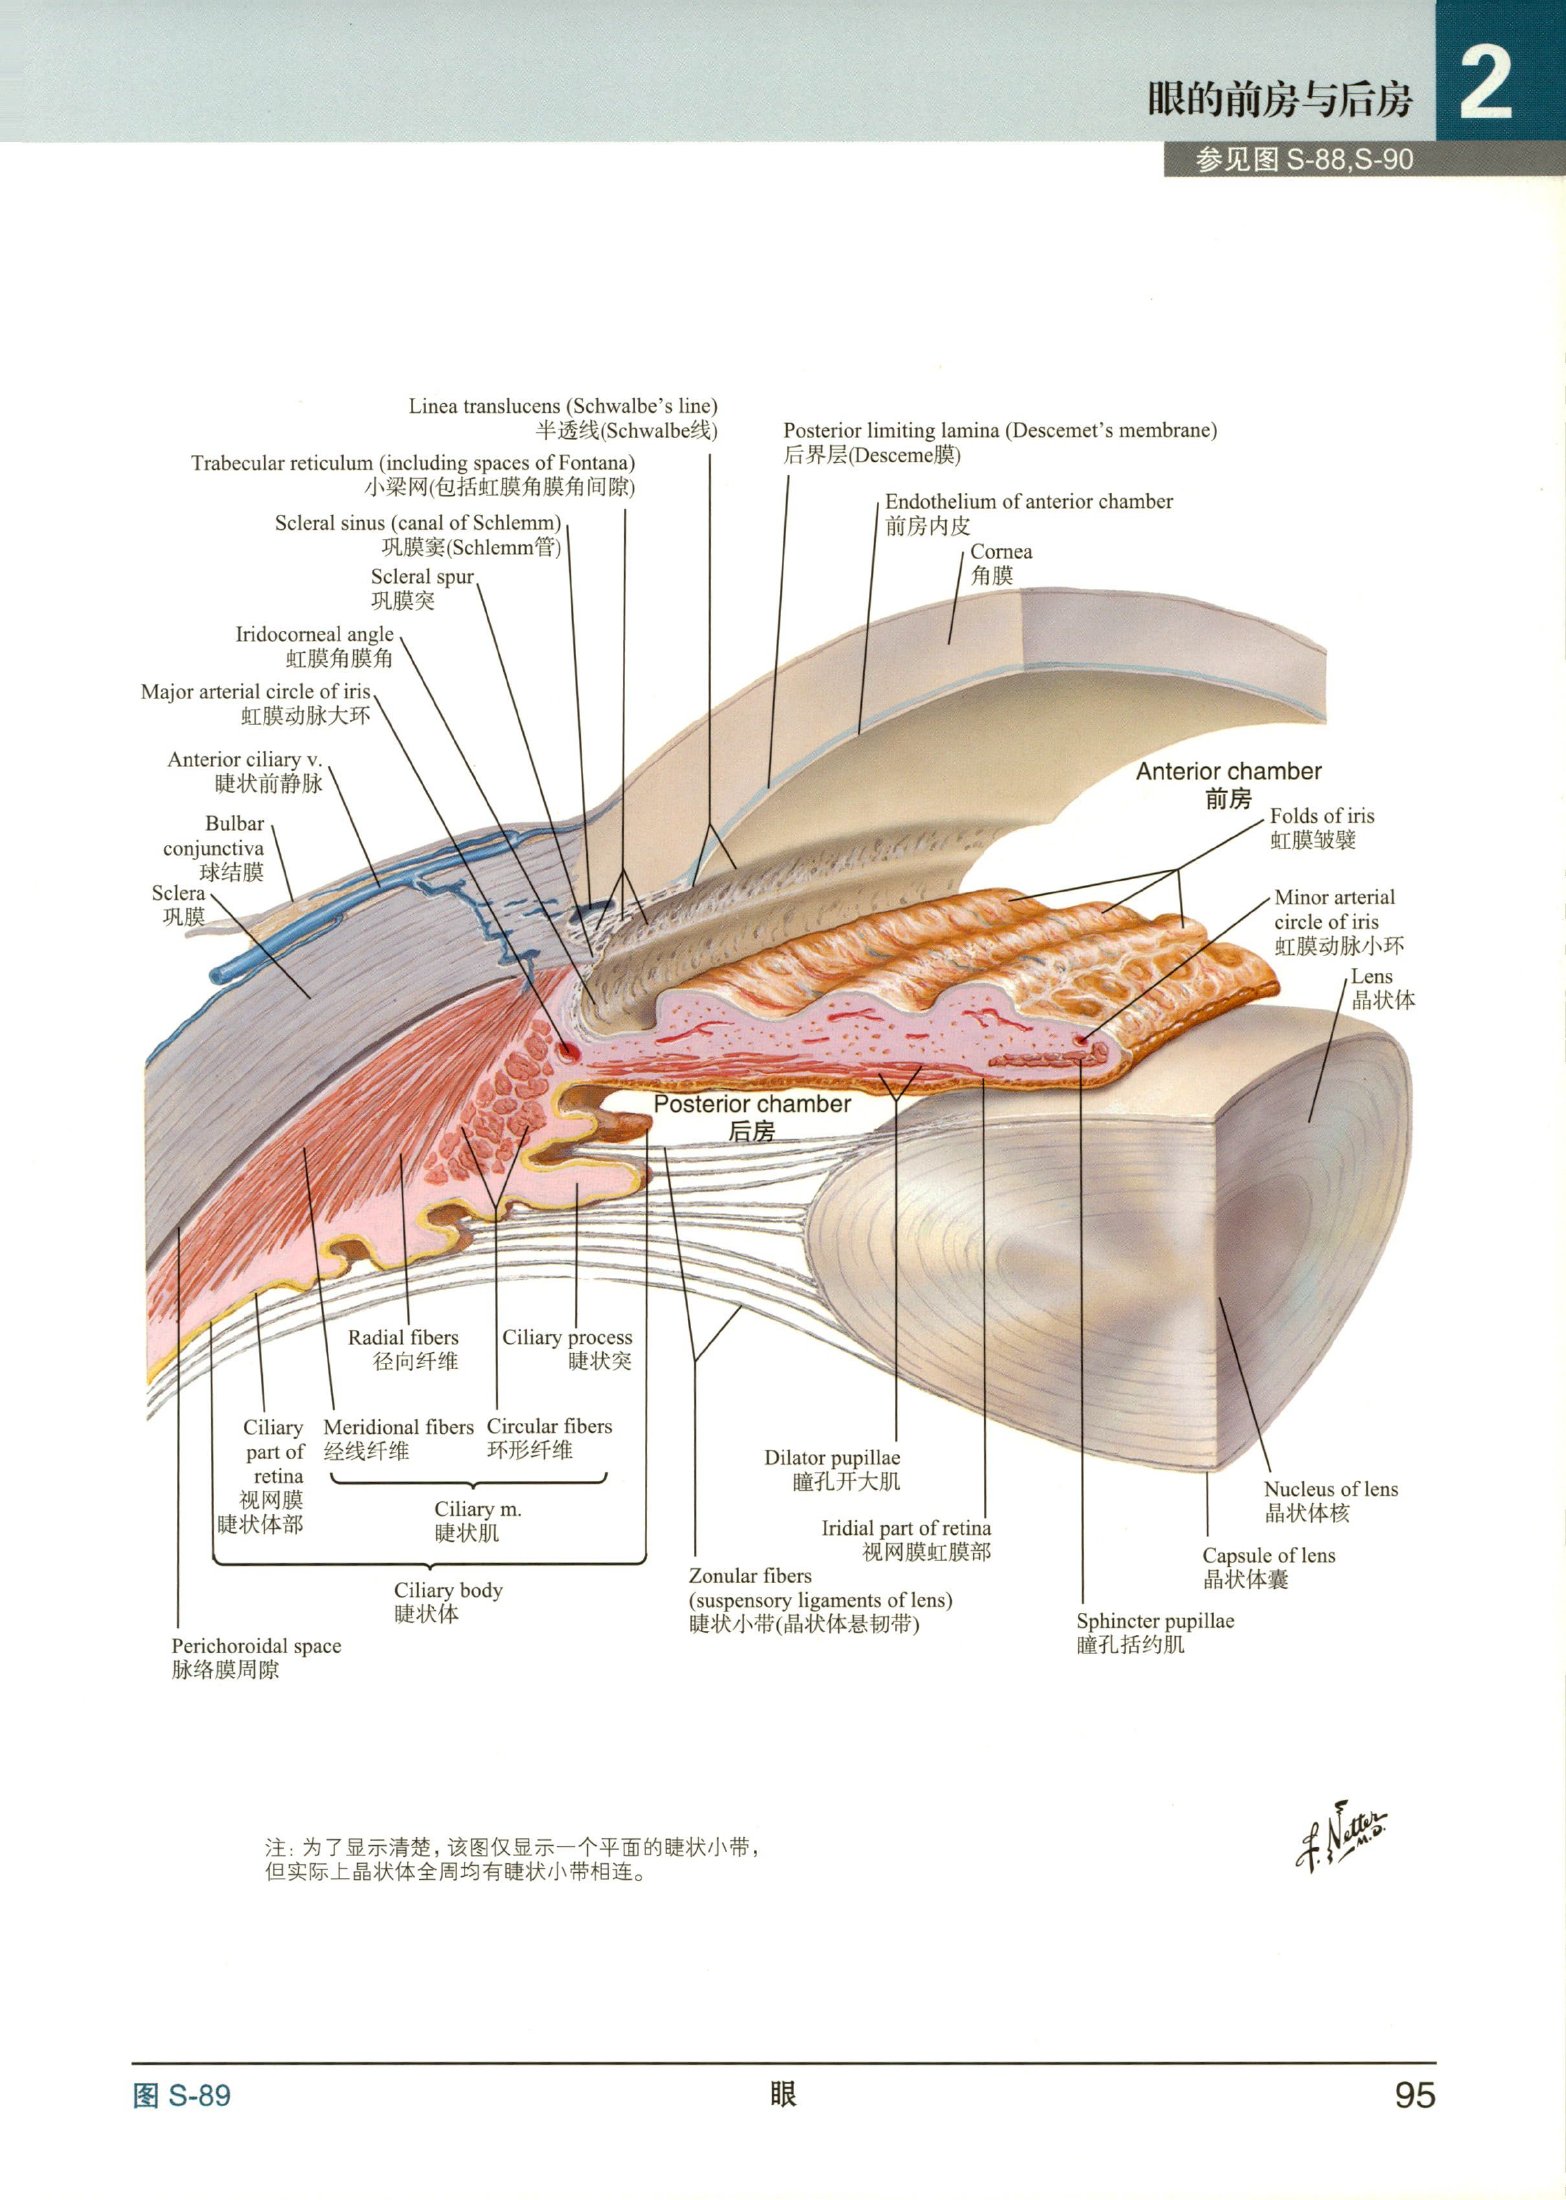 眼的前房与后房
2
参见图 S-88,S-90
Linea translucens (Schwalbe's line)
半透线(Schwalbe线)
Posterior limiting lamina (Descemet's membrane)
后界层(Desceme膜)
Trabecular reticulum (including spaces of Fontana)
小梁网(包括虹膜角膜角间隙)
Endothelium of anterior chamber
前房内皮
Scleral sinus (canal of Schlemm)
巩膜窦(Schlemm管)
Cornea
角膜
Scleral spur
巩膜突
Iridocorneal angle
虹膜角膜角
Major arterial circle of iris
虹膜动脉大环
Anterior ciliary v.
睫状前静脉
Anterior chamber
前房
Bulbar
conjunctiva
球结膜
Folds of iris
虹膜皱襞
Sclera
巩膜
Minor arterial
circle of iris
虹膜动脉小环
Lens
晶状体
Posterior chamber
后房
Radial fibers
径向纤维
Ciliary process
睫状突
Ciliary
part of
retina
视网膜
睫状体部
Meridional fibers
经线纤维
Circular fibers
环形纤维
Ciliary m.
睫状肌
Ciliary body
睫状体
Perichoroidal space
脉络膜周隙
Dilator pupillae
瞳孔开大肌
Iridial part of retina
视网膜虹膜部
Zonular fibers
(suspensory ligaments of lens)
睫状小带(晶状体悬韧带)
Nucleus of lens
晶状体核
Capsule of lens
晶状体囊
Sphincter pupillae
瞳孔括约肌
注: 为了显示清楚, 该图仅显示一个平面的睫状小带,
但实际上晶状体全周均有睫状小带相连。
F. Netter
M.D.
图 S-89
眼
95